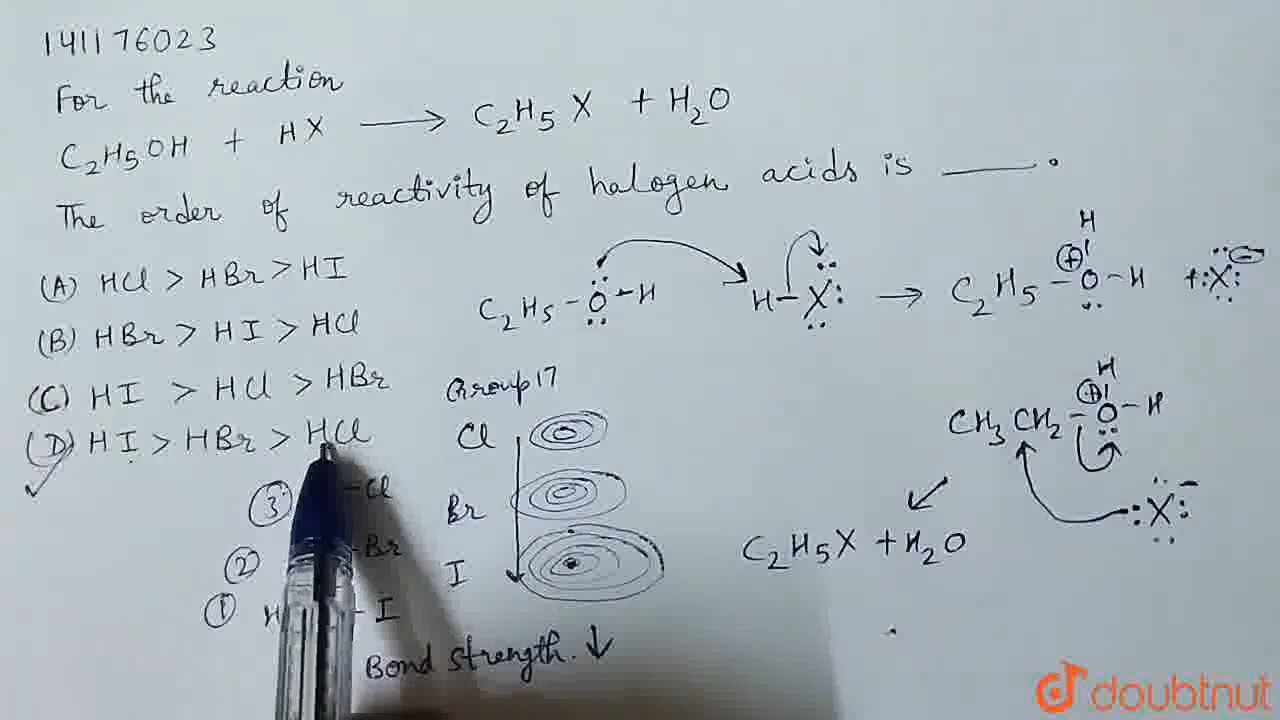 141176023
For the reaction
C₂H₅OH + HX ⟶ C₂H₅X + H₂O
The order of reactivity of halogen acids is ____.
(A) HCl > HBr > HI
(B) HBr > HI > HCl
(C) HI > HCl > HBr
(D) HI > HBr > HCl
C₂H₅–O–H H–X: ⟶ C₂H₅–O–H + :X:
H
⊕
−
Group 17
Cl
Br
I
③ –Cl
② –Br
① H – I
Bond strength. ↓
H
⊕
CH₃CH₂–O–H
:X:−
C₂H₅X + H₂O
doubtnut